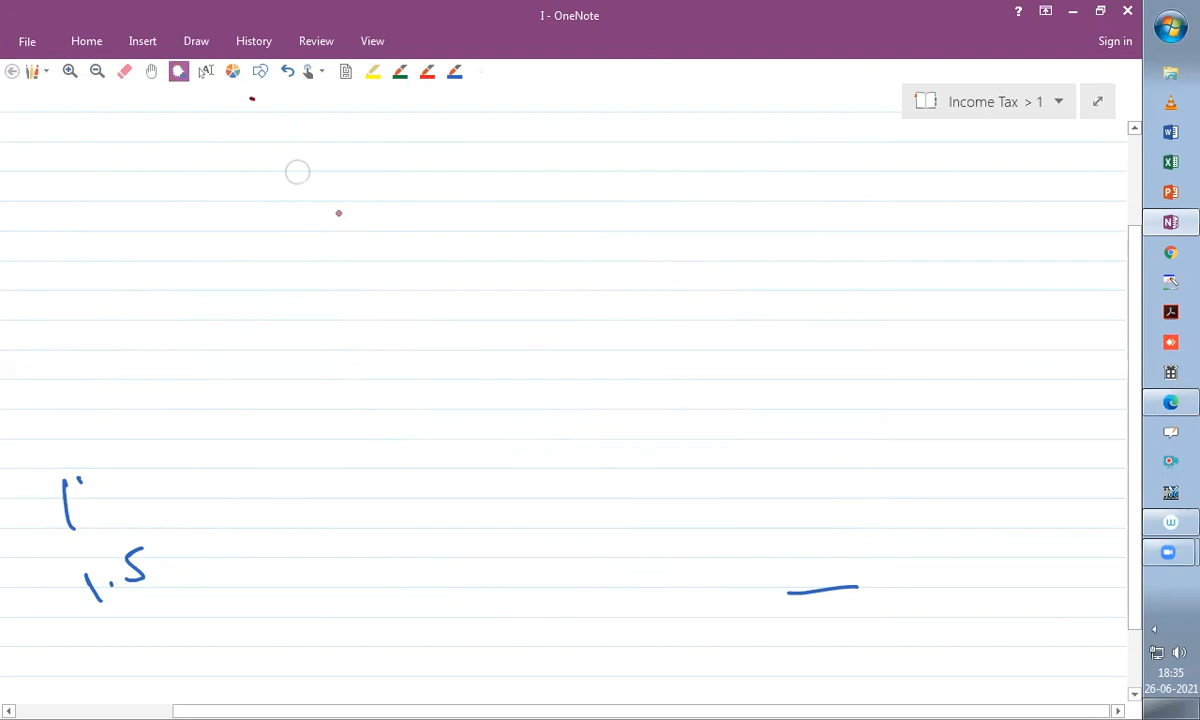 I - OneNote
?
File Home Insert Draw History Review View
Sign in
Income Tax > 1
1.5
18:35
26-06-2021